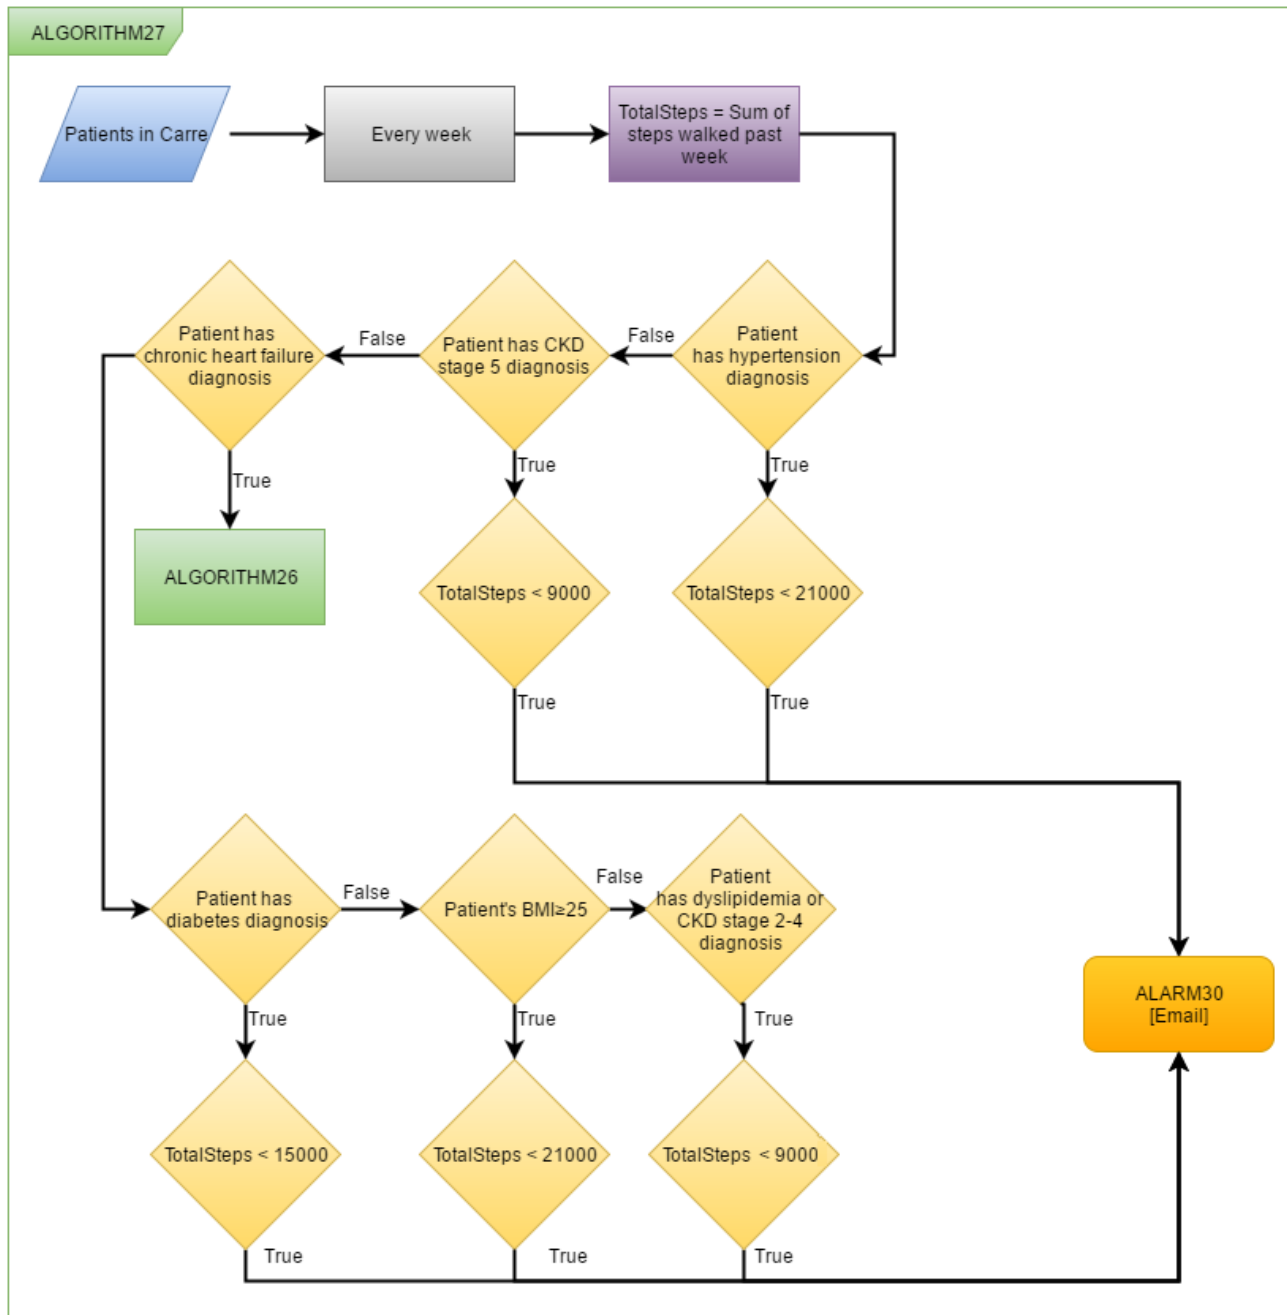 ALGORITHM27
Patients in Carre
Every week
TotalSteps = Sum of
steps walked past
week
Patient has
chronic heart failure
diagnosis
False
Patient has CKD
stage 5 diagnosis
False
Patient
has hypertension
diagnosis
True
True
True
ALGORITHM26
TotalSteps < 9000
TotalSteps < 21000
True
True
Patient has
diabetes diagnosis
False
Patient's BMI≥25
False
Patient
has dyslipidemia or
CKD stage 2-4
diagnosis
True
True
True
ALARM30
[Email]
TotalSteps < 15000
TotalSteps < 21000
TotalSteps < 9000
True
True
True